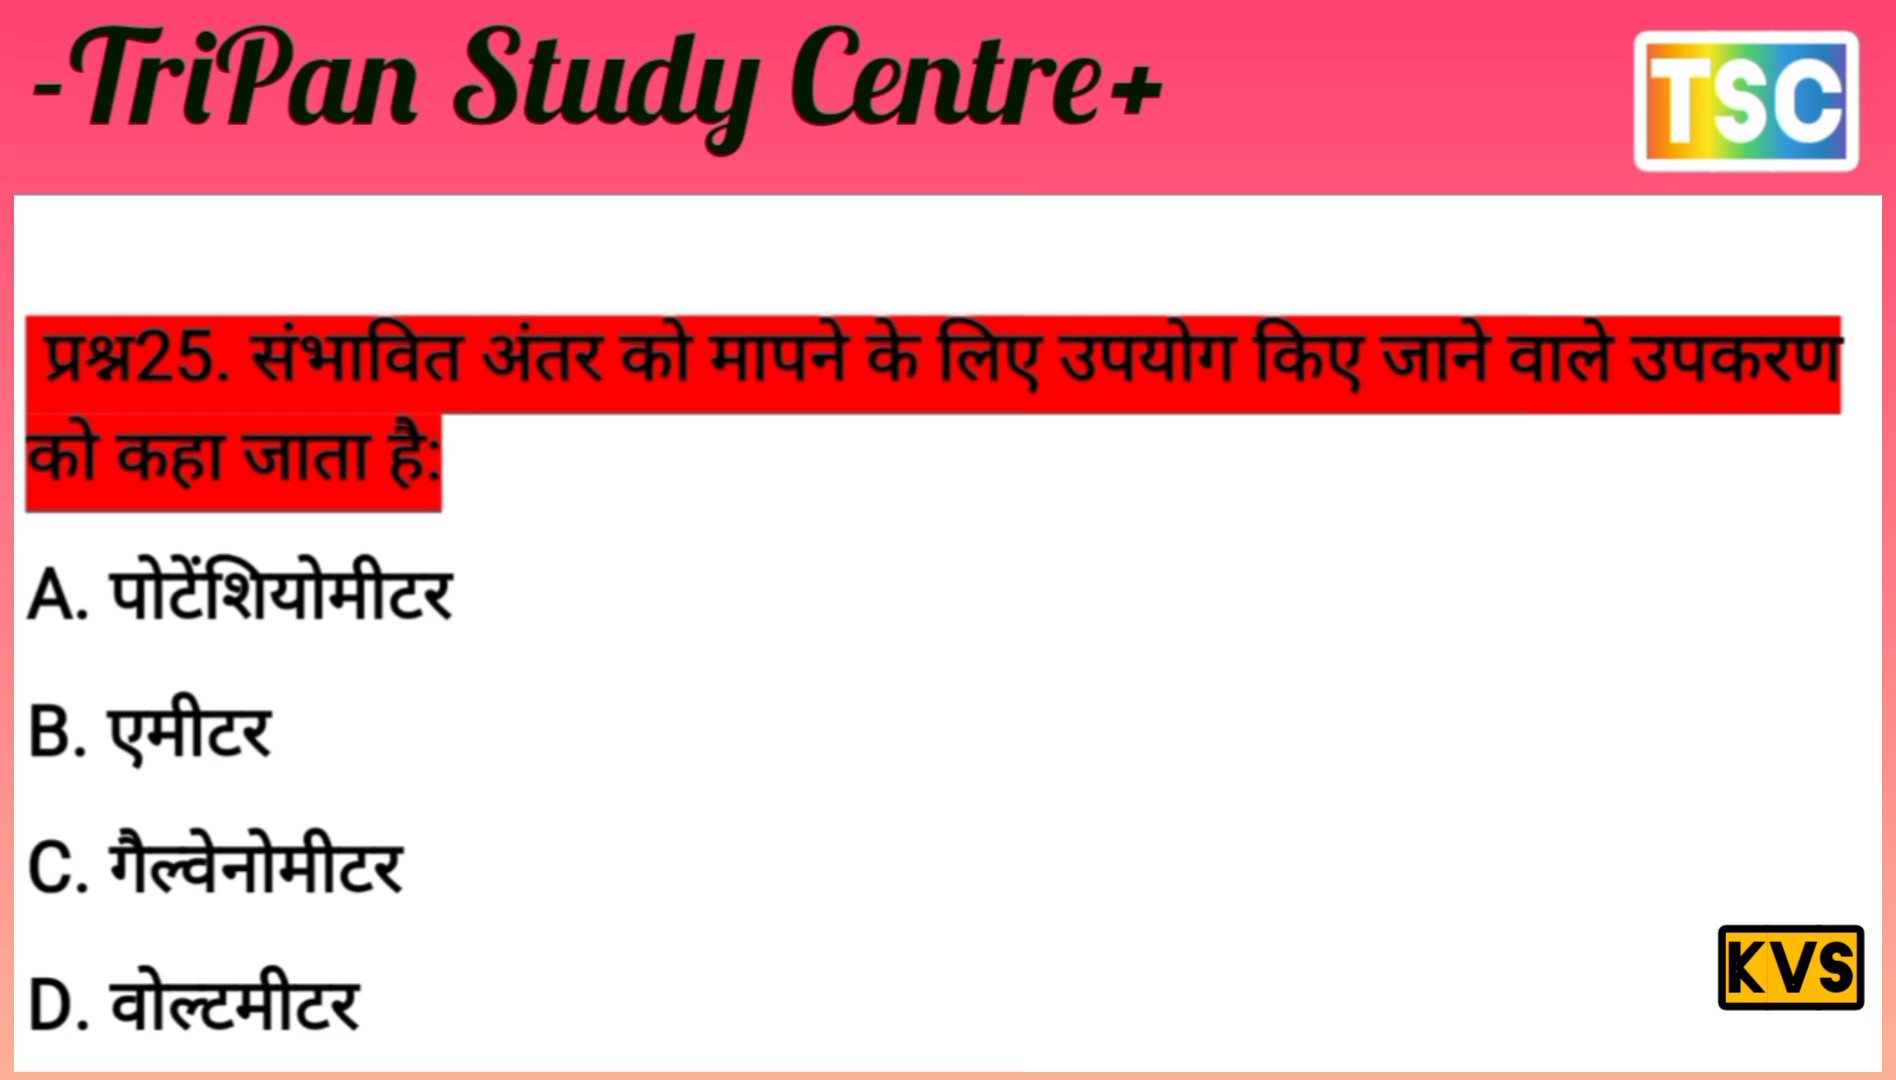 -TriPan Study Centre+
TSC
प्रश्न25. संभावित अंतर को मापने के लिए उपयोग किए जाने वाले उपकरण
को कहा जाता है:
A. पोटेंशियोमीटर
B. एमीटर
C. गैल्वेनोमीटर
D. वोल्टमीटर
KVS